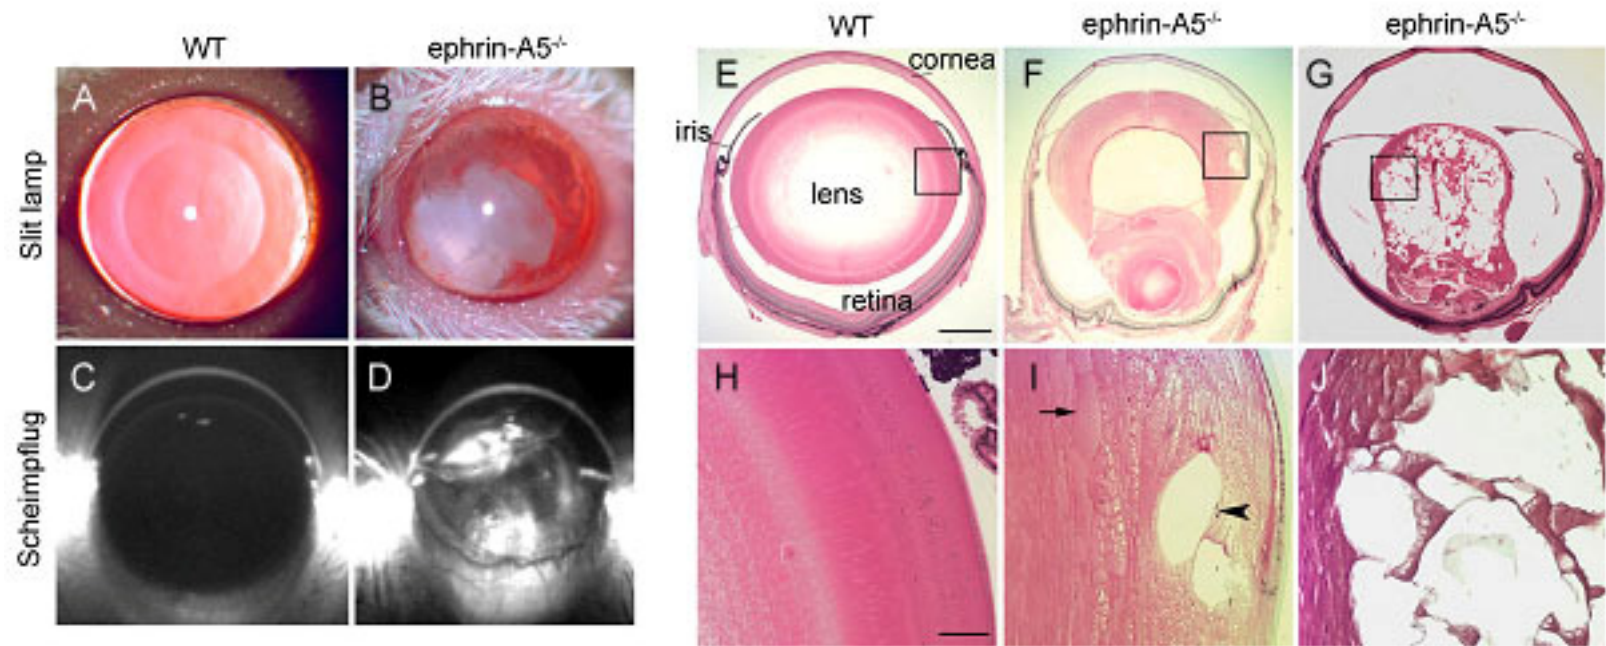 WT
ephrin-A5-/-
WT
ephrin-A5-/-
ephrin-A5-/-
Slit lamp
A
B
E
cornea
iris
lens
retina
F
G
Scheimpflug
C
D
H
I
J